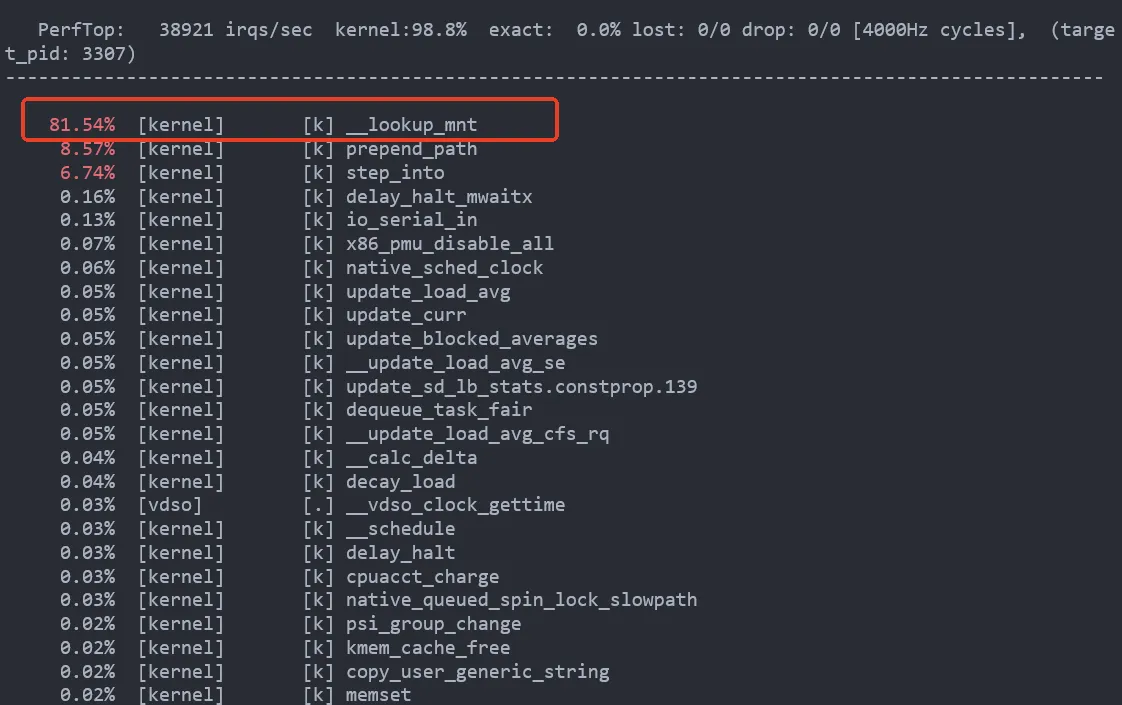 PerfTop:   38921 irqs/sec  kernel:98.8%  exact:  0.0% lost: 0/0 drop: 0/0 [4000Hz cycles],  (targe
t_pid: 3307)
----------------------------------------------------------------------------------------------------
81.54%  [kernel]       [k] __lookup_mnt
8.57%  [kernel]       [k] prepend_path
6.74%  [kernel]       [k] step_into
0.16%  [kernel]       [k] delay_halt_mwaitx
0.13%  [kernel]       [k] io_serial_in
0.07%  [kernel]       [k] x86_pmu_disable_all
0.06%  [kernel]       [k] native_sched_clock
0.05%  [kernel]       [k] update_load_avg
0.05%  [kernel]       [k] update_curr
0.05%  [kernel]       [k] update_blocked_averages
0.05%  [kernel]       [k] __update_load_avg_se
0.05%  [kernel]       [k] update_sd_lb_stats.constprop.139
0.05%  [kernel]       [k] dequeue_task_fair
0.05%  [kernel]       [k] __update_load_avg_cfs_rq
0.04%  [kernel]       [k] __calc_delta
0.04%  [kernel]       [k] decay_load
0.03%  [vdso]         [.] __vdso_clock_gettime
0.03%  [kernel]       [k] __schedule
0.03%  [kernel]       [k] delay_halt
0.03%  [kernel]       [k] cpuacct_charge
0.03%  [kernel]       [k] native_queued_spin_lock_slowpath
0.02%  [kernel]       [k] psi_group_change
0.02%  [kernel]       [k] kmem_cache_free
0.02%  [kernel]       [k] copy_user_generic_string
0.02%  [kernel]       [k] memset